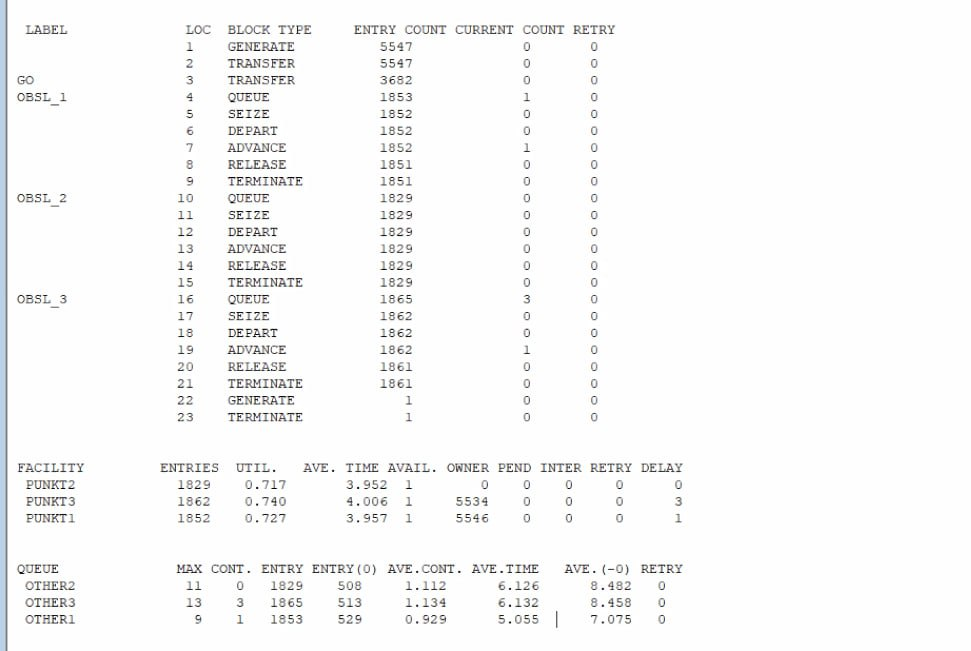 LABEL LOC BLOCK TYPE ENTRY COUNT CURRENT COUNT RETRY
1 GENERATE 5547 0 0
2 TRANSFER 5547 0 0
GO 3 TRANSFER 3682 0 0
OBSL_1 4 QUEUE 1853 1 0
5 SEIZE 1852 0 0
6 DEPART 1852 0 0
7 ADVANCE 1852 1 0
8 RELEASE 1851 0 0
9 TERMINATE 1851 0 0
OBSL_2 10 QUEUE 1829 0 0
11 SEIZE 1829 0 0
12 DEPART 1829 0 0
13 ADVANCE 1829 0 0
14 RELEASE 1829 0 0
15 TERMINATE 1829 0 0
OBSL_3 16 QUEUE 1865 3 0
17 SEIZE 1862 0 0
18 DEPART 1862 0 0
19 ADVANCE 1862 1 0
20 RELEASE 1861 0 0
21 TERMINATE 1861 0 0
22 GENERATE 1 0 0
23 TERMINATE 1 0 0
FACILITY ENTRIES UTIL. AVE. TIME AVAIL. OWNER PEND INTER RETRY DELAY
PUNKT2 1829 0.717 3.952 1 0 0 0 0 0
PUNKT3 1862 0.740 4.006 1 5534 0 0 0 3
PUNKT1 1852 0.727 3.957 1 5546 0 0 0 1
QUEUE MAX CONT. ENTRY ENTRY(0) AVE.CONT. AVE.TIME AVE.(-0) RETRY
OTHER2 11 0 1829 508 1.112 6.126 8.482 0
OTHER3 13 3 1865 513 1.134 6.132 8.458 0
OTHER1 9 1 1853 529 0.929 5.055 7.075 0